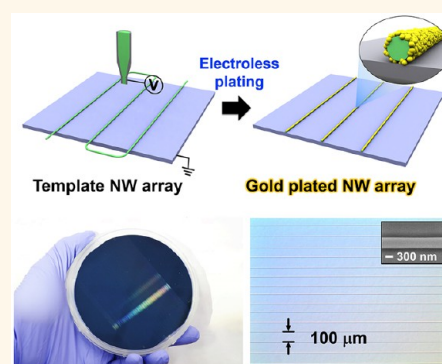 V
Electroless
plating
Template NW array
Gold plated NW array
300 nm
100 μm